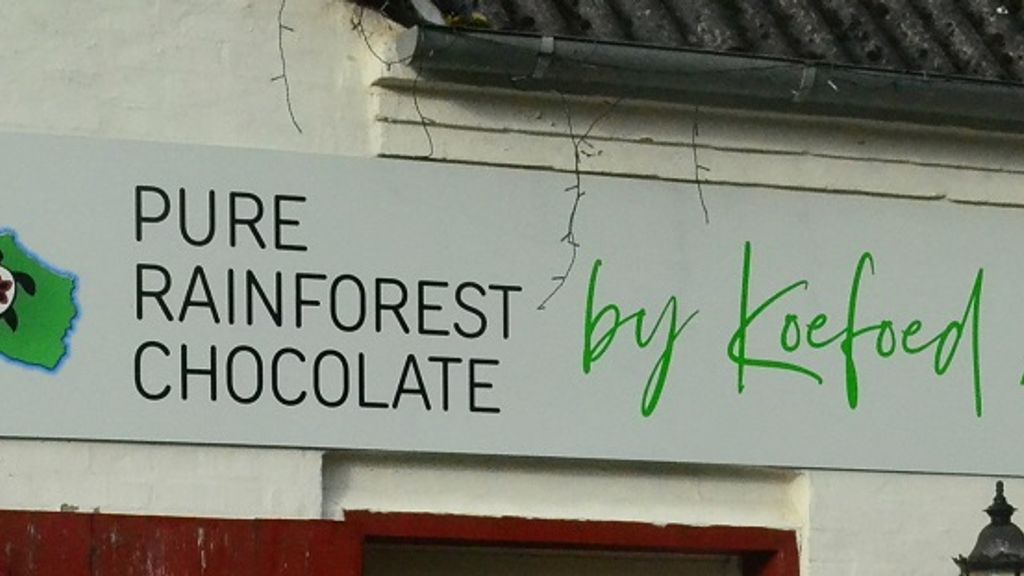 PURE
RAINFOREST
CHOCOLATE
by Koefoed